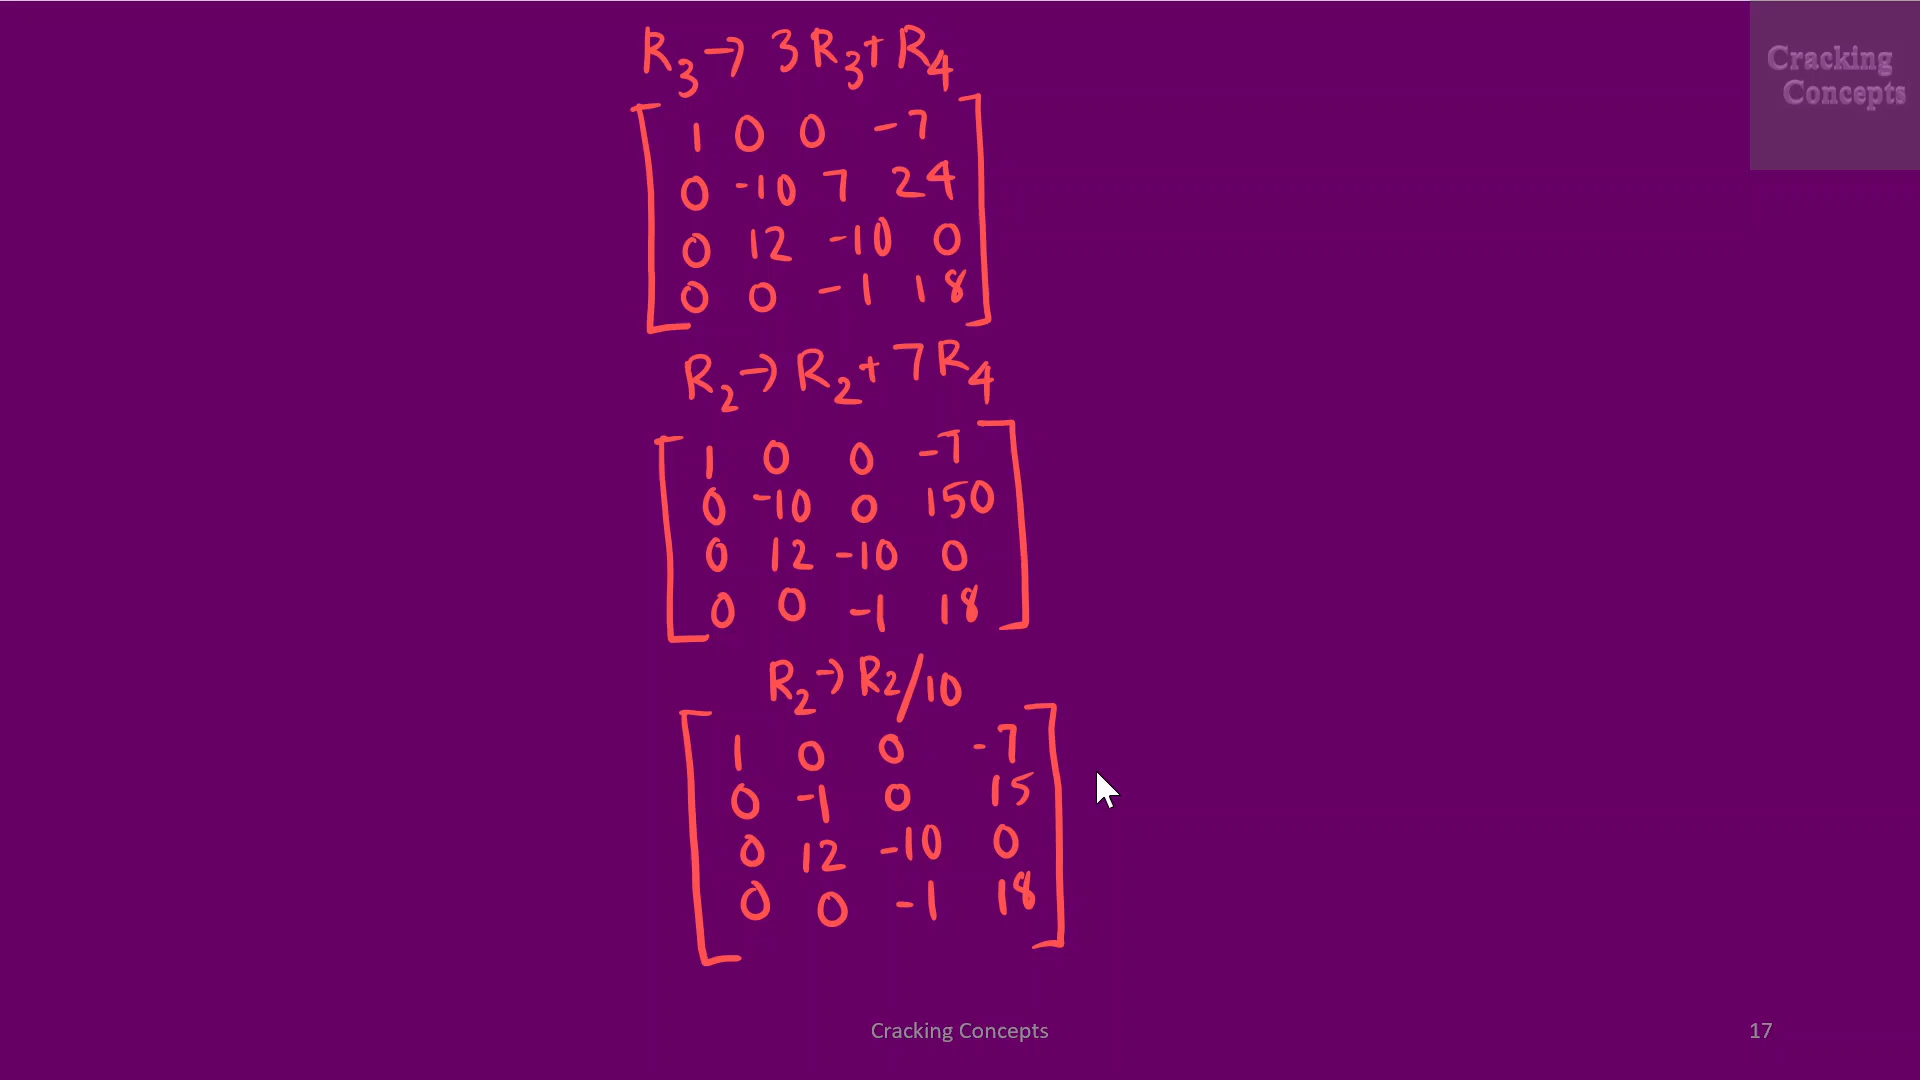 R3 → 3R3 + R4
1 0 0 -7
0 -10 7 24
0 12 -10 0
0 0 -1 18
R2 → R2 + 7R4
1 0 0 -7
0 -10 0 150
0 12 -10 0
0 0 -1 18
R2 → R2/10
1 0 0 -7
0 -1 0 15
0 12 -10 0
0 0 -1 18
Cracking
Concepts
Cracking Concepts
17